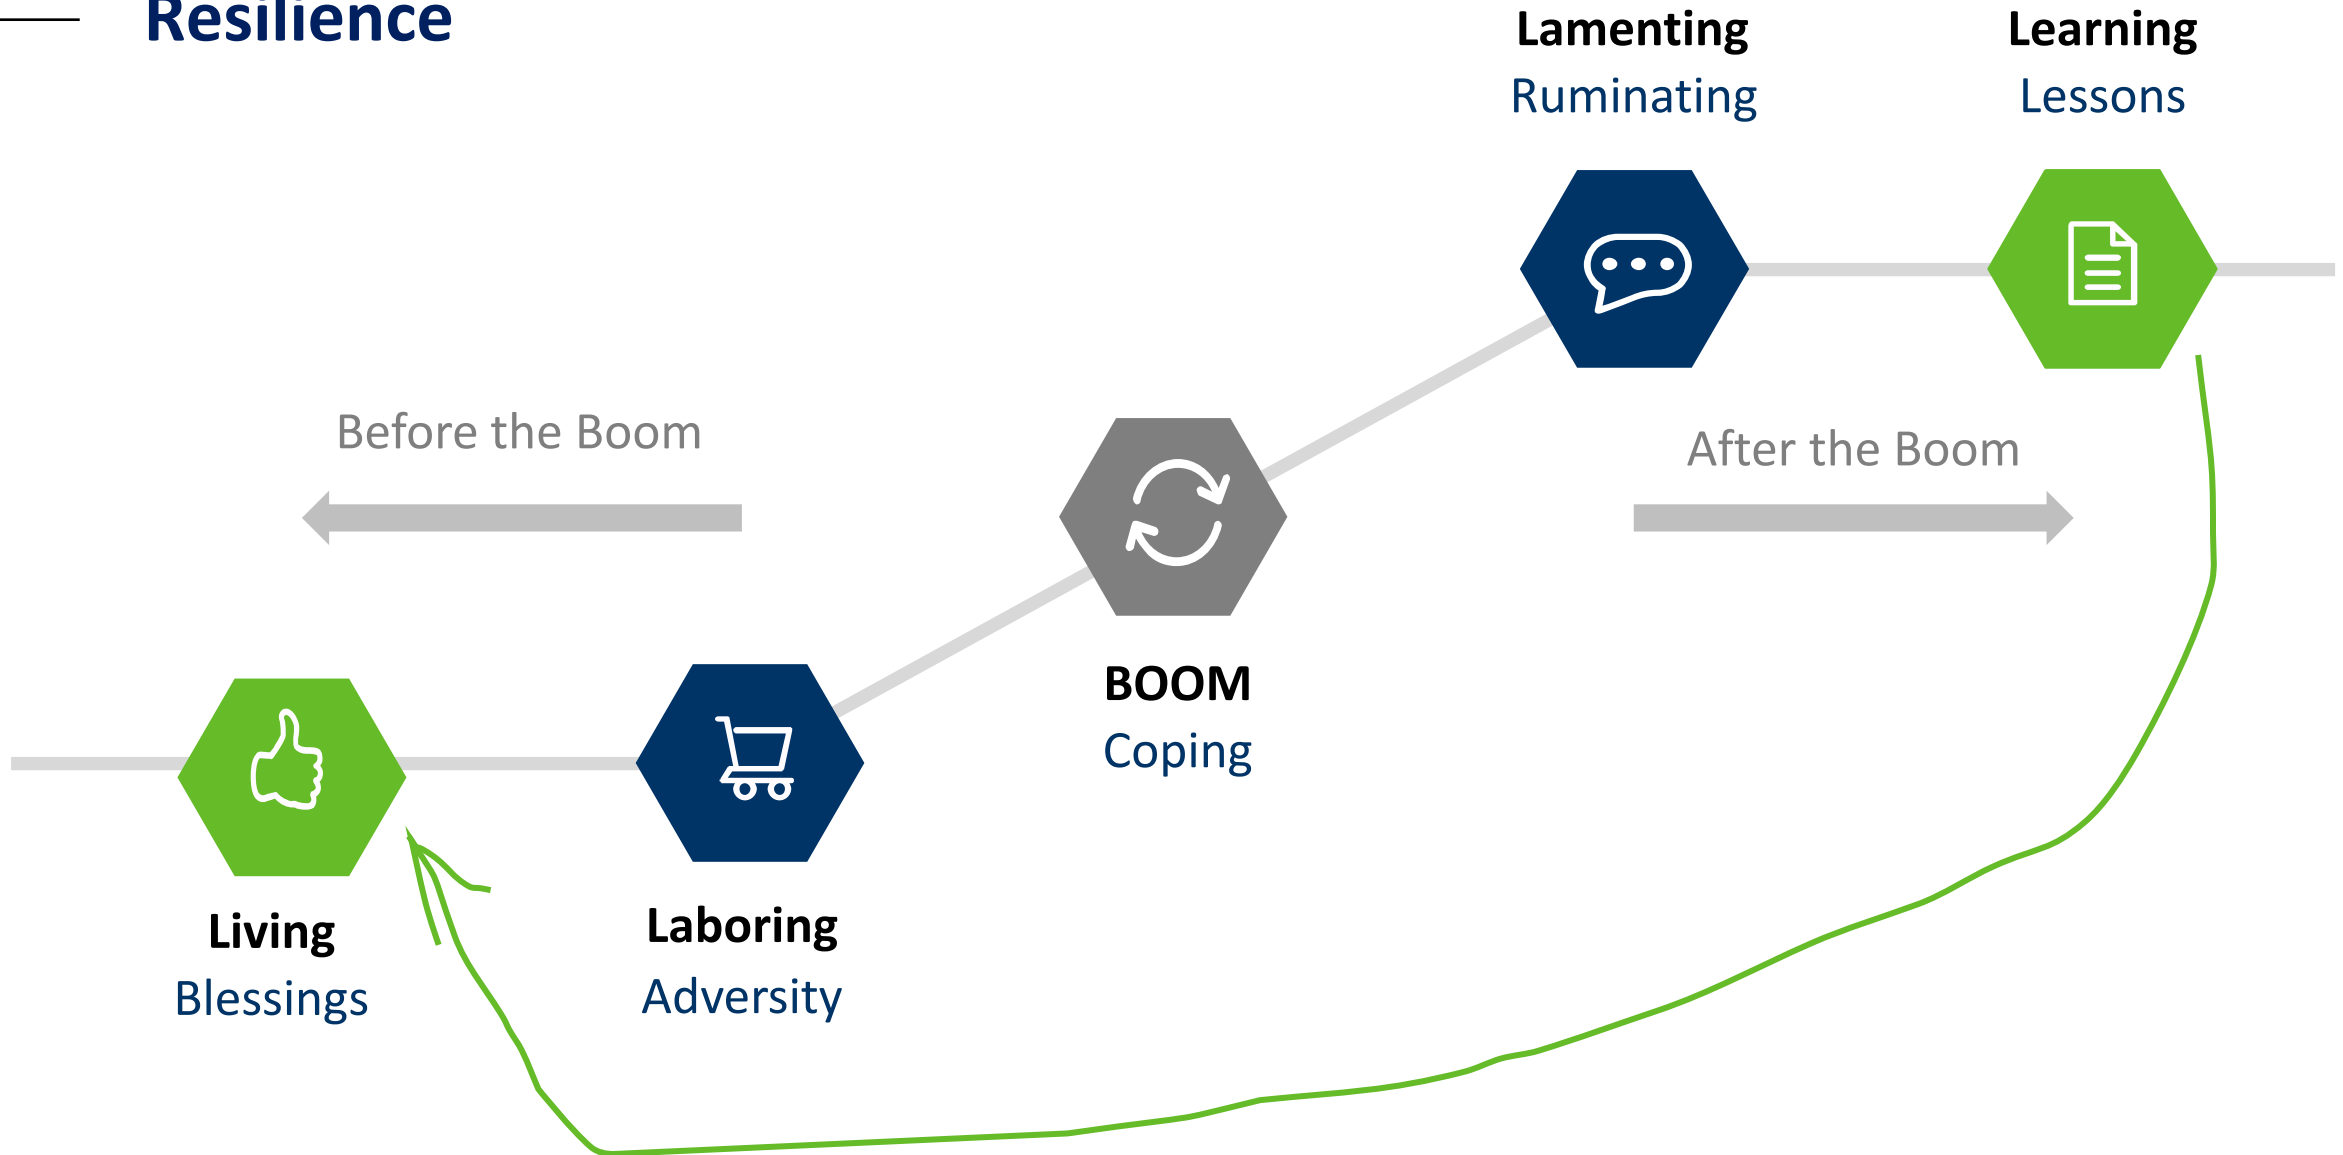 Resilience
Lamenting
Ruminating
Learning
Lessons
Before the Boom
After the Boom
BOOM
Coping
Living
Blessings
Laboring
Adversity